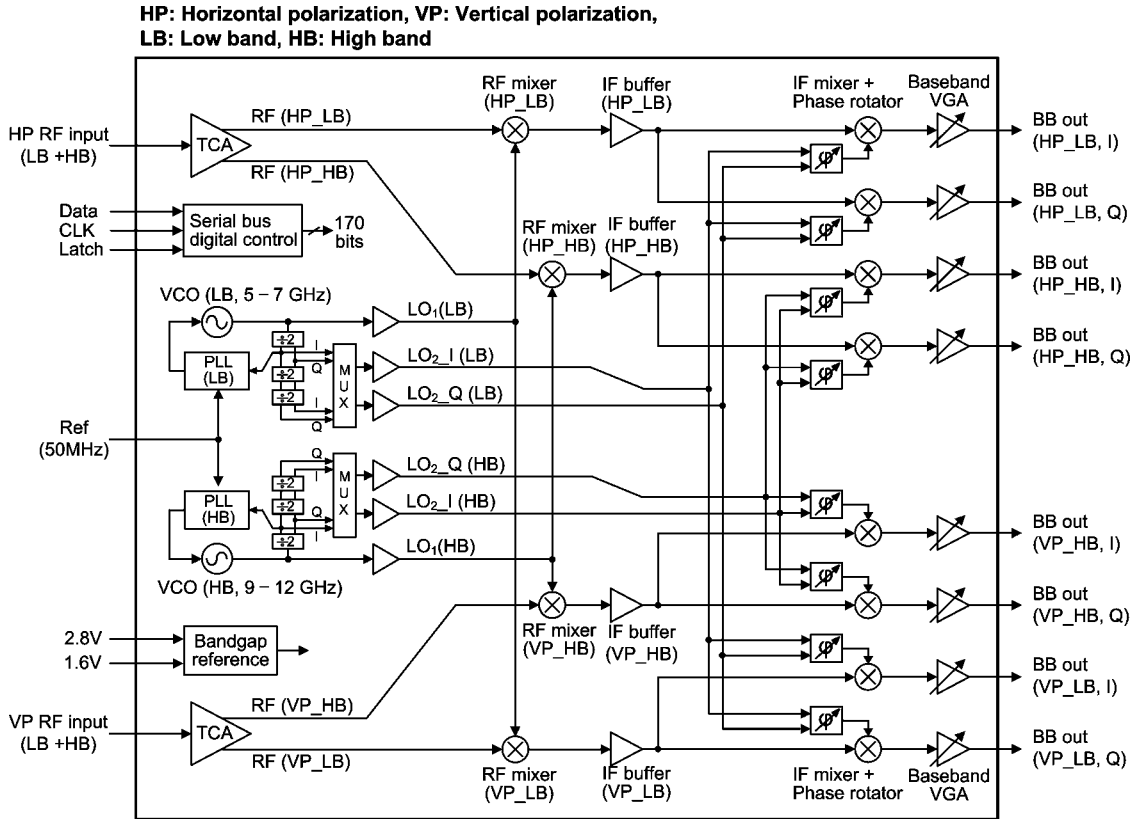 HP: Horizontal polarization, VP: Vertical polarization,
LB: Low band, HB: High band
RF mixer
(HP_LB)
IF buffer
(HP_LB)
IF mixer +
Phase rotator
Baseband
VGA
HP RF input
(LB +HB)
TCA
RF (HP_LB)
RF (HP_HB)
BB out
(HP_LB, I)
φ
BB out
(HP_LB, Q)
φ
Data
CLK
Latch
Serial bus
digital control
170
bits
RF mixer
(HP_HB)
IF buffer
(HP_HB)
BB out
(HP_HB, I)
φ
BB out
(HP_HB, Q)
φ
VCO (LB, 5 – 7 GHz)
LO1(LB)
÷2
÷2
÷2
I
Q
I
Q
MUX
PLL
(LB)
LO2_I (LB)
LO2_Q (LB)
Ref
(50MHz)
PLL
(HB)
Q
I
Q
I
÷2
÷2
÷2
MUX
LO2_Q (HB)
LO2_I (HB)
LO1(HB)
VCO (HB, 9 – 12 GHz)
φ
BB out
(VP_HB, I)
φ
BB out
(VP_HB, Q)
RF mixer
(VP_HB)
IF buffer
(VP_HB)
2.8V
1.6V
Bandgap
reference
φ
BB out
(VP_LB, I)
VP RF input
(LB +HB)
TCA
RF (VP_HB)
RF (VP_LB)
φ
BB out
(VP_LB, Q)
RF mixer
(VP_LB)
IF buffer
(VP_LB)
IF mixer +
Phase rotator
Baseband
VGA